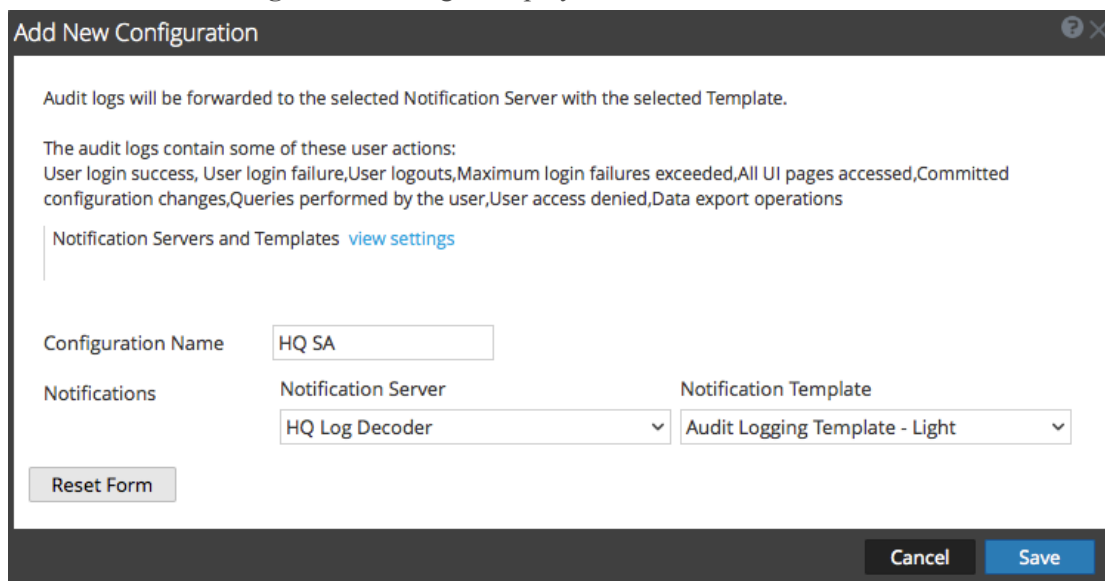 Add New Configuration
Audit logs will be forwarded to the selected Notification Server with the selected Template.
The audit logs contain some of these user actions:
User login success, User login failure,User logouts,Maximum login failures exceeded,All UI pages accessed,Committed
configuration changes,Queries performed by the user,User access denied,Data export operations
Notification Servers and Templates view settings
Configuration Name HQ SA
Notifications Notification Server Notification Template
HQ Log Decoder Audit Logging Template - Light
Reset Form
Cancel Save